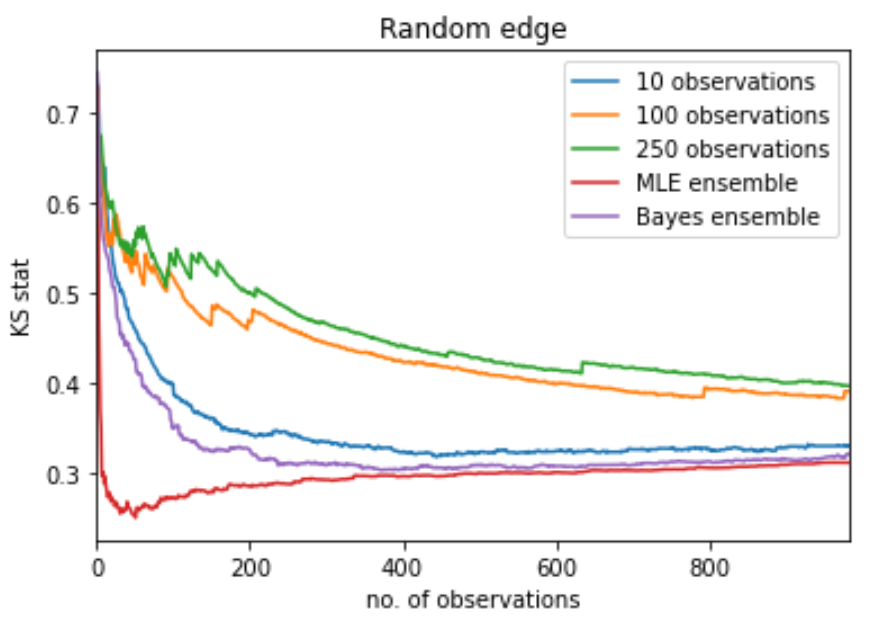 Random edge
10 observations
100 observations
250 observations
MLE ensemble
Bayes ensemble
KS stat
0.7
0.6
0.5
0.4
0.3
0
200
400
600
800
no. of observations